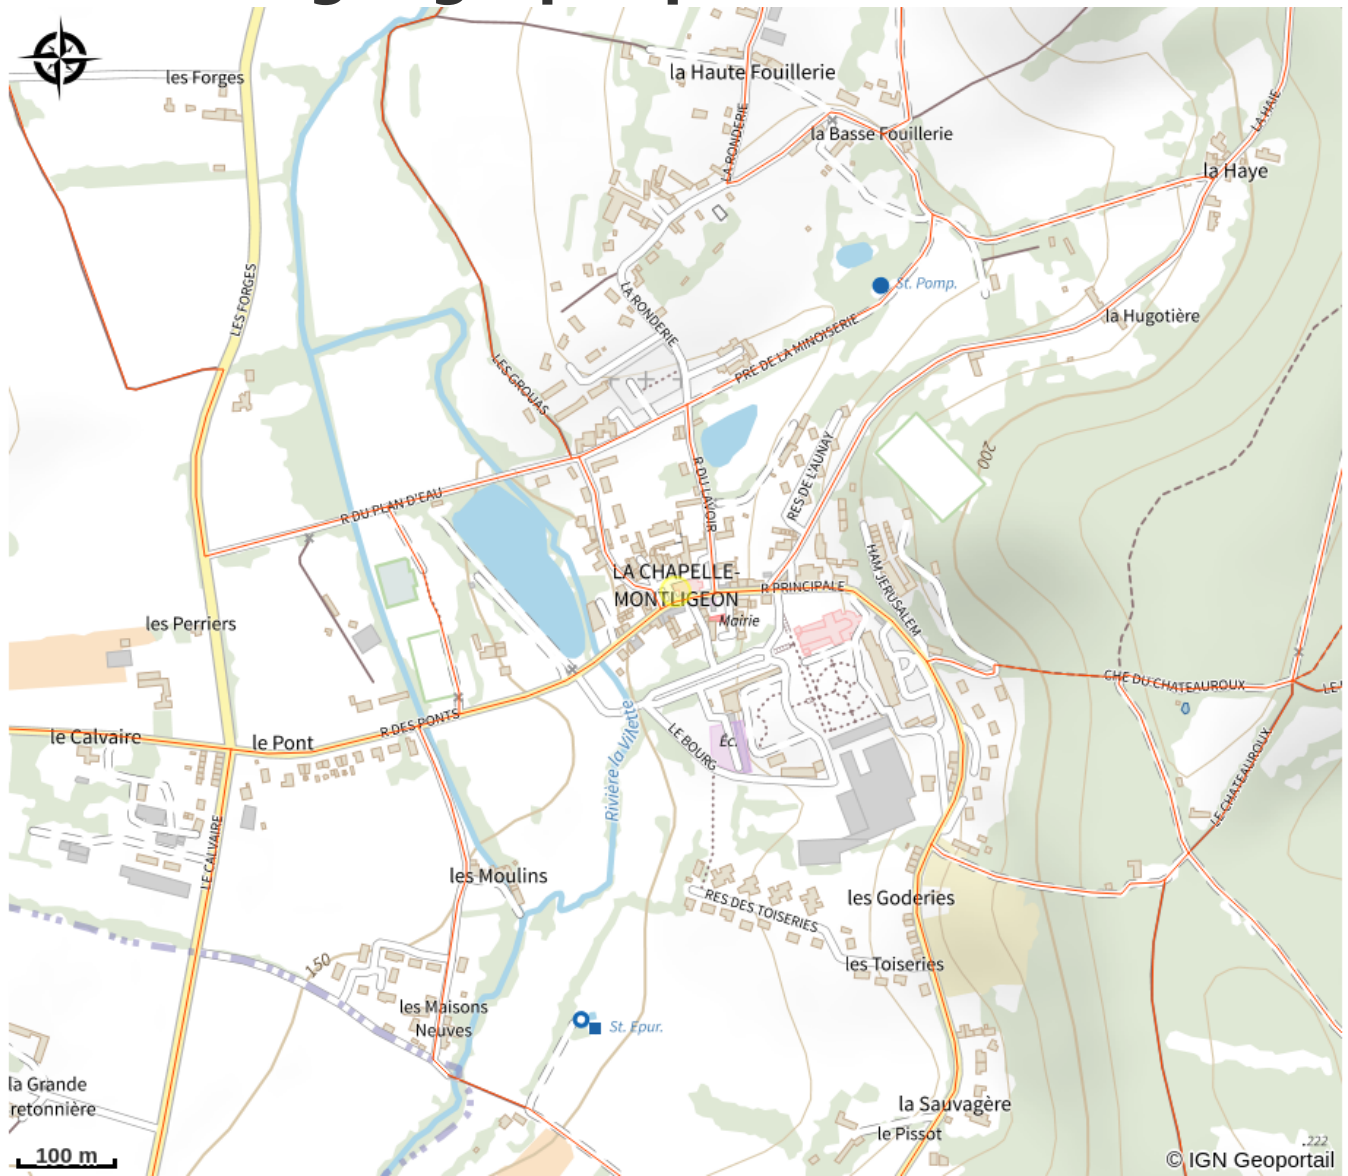 les Forges
la Haute Fouillerie
LA RONDERIE
la Basse Fouillerie
LA HAIE
la Haye
LES FORGES
St. Pomp.
LA RONDERIE
la Hugotière
PRÉ DE LA MINOISERIE
LES GROUAS
200
RES DE L'AUNAY
R DU LAVOIR
R DU PLAN D'EAU
HAM JERUSALEM
LA CHAPELLE-
MONTLIGEON
R PRINCIPALE
Mairie
les Perriers
CHE DU CHATEAUROUX
R DES PONTS
le Calvaire
le Pont
Rivière la Villette
LE BOURG
Éc.
LE CHATEAUROUX
LE CALVAIRE
les Moulins
RES DES TOISERIES
les Goderies
les Toiseries
150
les Maisons
Neuves
St. Epur.
la Grande
retonnière
la Sauvagère
le Pissot
.222
100 m
© IGN Geoportail